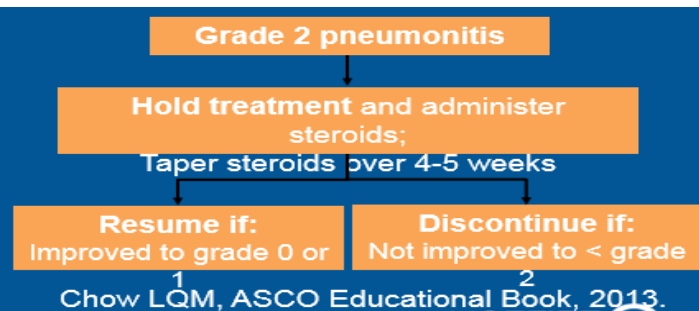 Grade 2 pneumonitis
Hold treatment and administer
steroids;
Taper steroids over 4-5 weeks
Resume if:
Improved to grade 0 or
1
Discontinue if:
Not improved to < grade
2
Chow LQM, ASCO Educational Book, 2013.